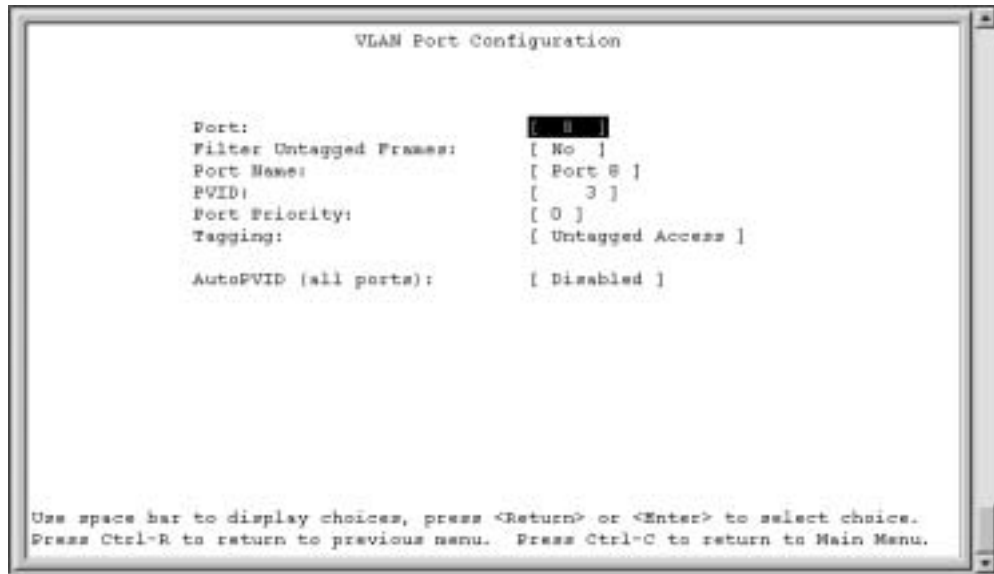 VLAN Port Configuration
Port: [ 8 ]
Filter Untagged Frames: [ No ]
Port Name: [ Port 8 ]
PVID: [ 3 ]
Port Priority: [ 0 ]
Tagging: [ Untagged Access ]
AutoPVID (all ports): [ Disabled ]
Use space bar to display choices, press <Return> or <Enter> to select choice.
Press Ctrl-R to return to previous menu. Press Ctrl-C to return to Main Menu.